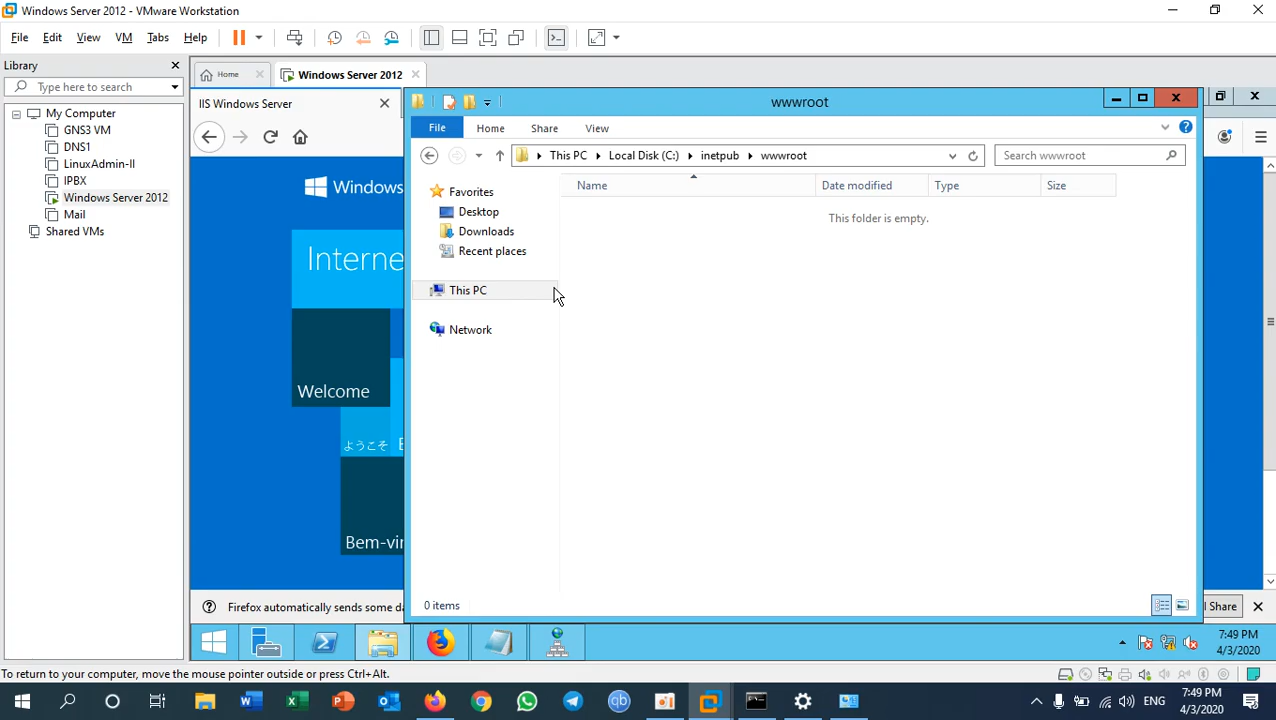 Windows Server 2012 - VMware Workstation
File Edit View VM Tabs Help
Library
Type here to search
My Computer
GNS3 VM
DNS1
LinuxAdmin-II
IPBX
Windows Server 2012
Mail
Shared VMs
Home
Windows Server 2012
IIS Windows Server
Windows
Interne
Welcome
ようこそ
Bem-vir
Firefox automatically sends some da
Share
wwwroot
File Home Share View
This PC Local Disk (C:) inetpub wwwroot
Search wwwroot
Name Date modified Type Size
This folder is empty.
Favorites
Desktop
Downloads
Recent places
This PC
Network
0 items
7:49 PM
4/3/2020
To return to your computer, move the mouse pointer outside or press Ctrl+Alt.
ENG
7:49 PM
4/3/2020